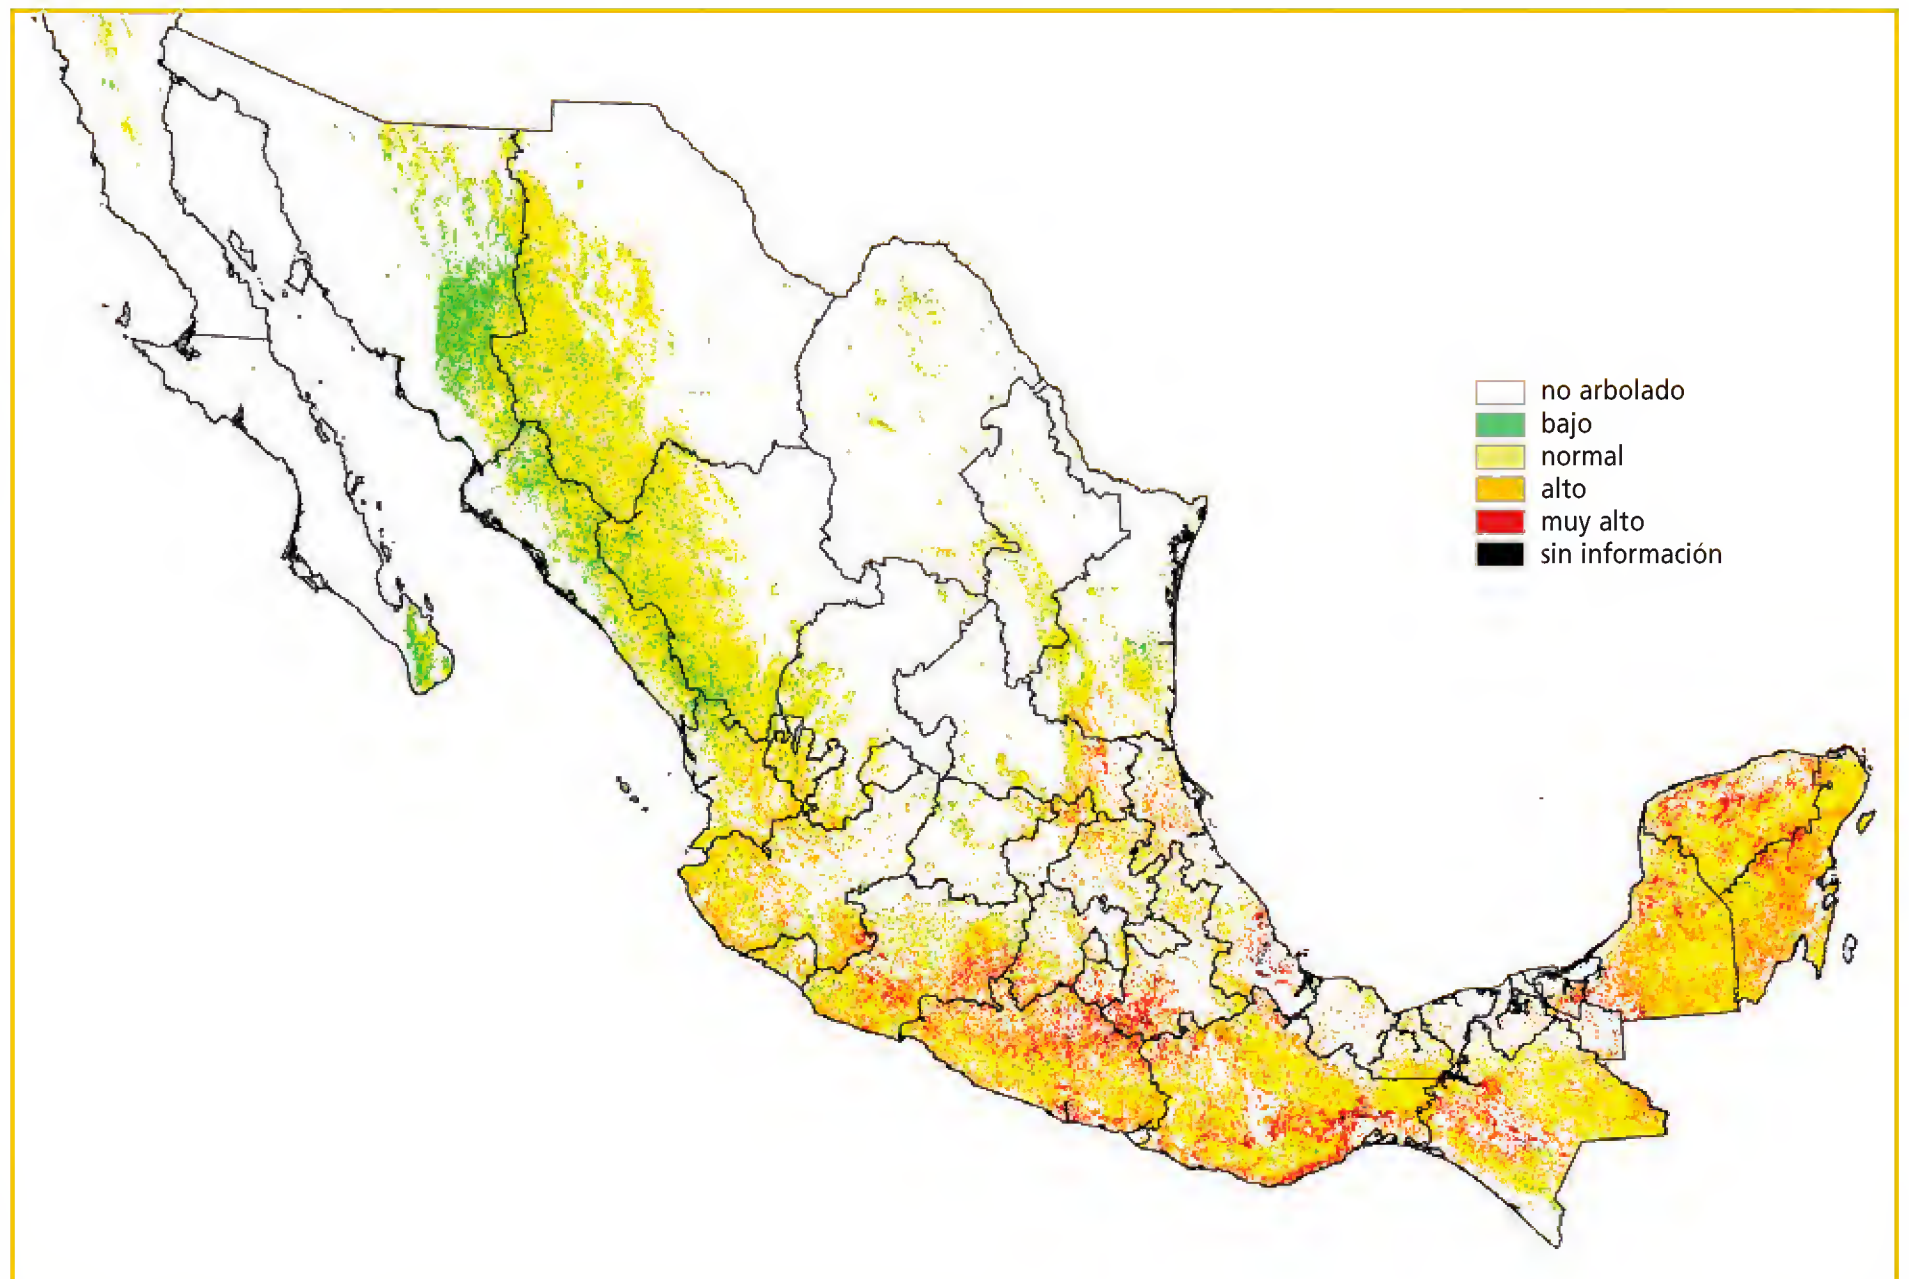 no arbolado
bajo
normal
alto
muy alto
sin información